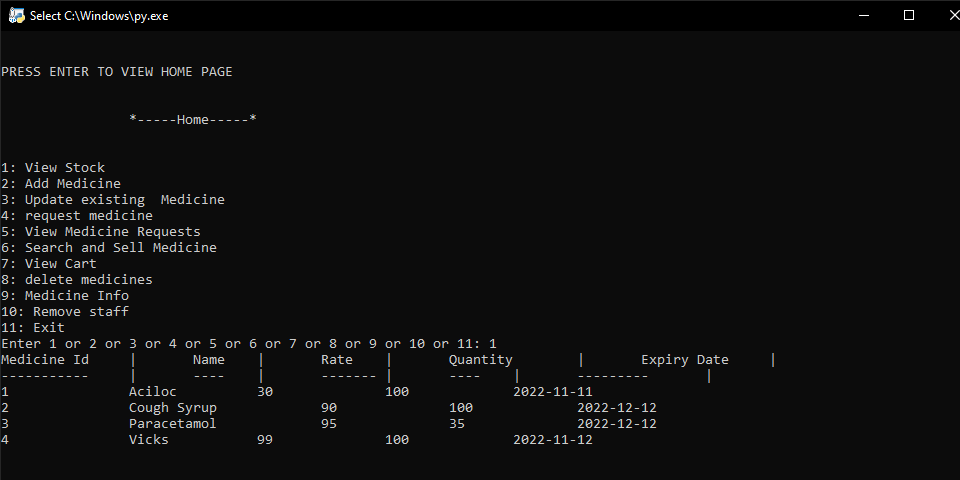 Select C:\Windows\py.exe
PRESS ENTER TO VIEW HOME PAGE
*-----Home-----*
1: View Stock
2: Add Medicine
3: Update existing  Medicine
4: request medicine
5: View Medicine Requests
6: Search and Sell Medicine
7: View Cart
8: delete medicines
9: Medicine Info
10: Remove staff
11: Exit
Enter 1 or 2 or 3 or 4 or 5 or 6 or 7 or 8 or 9 or 10 or 11: 1
Medicine Id     |       Name    |       Rate    |       Quantity        |       Expiry Date     |
-----------     |       ----    |       ------- |       ----    |       ---------       |
1               Aciloc          30              100             2022-11-11
2               Cough Syrup             90              100             2022-12-12
3               Paracetamol             95              35              2022-12-12
4               Vicks           99              100             2022-11-12